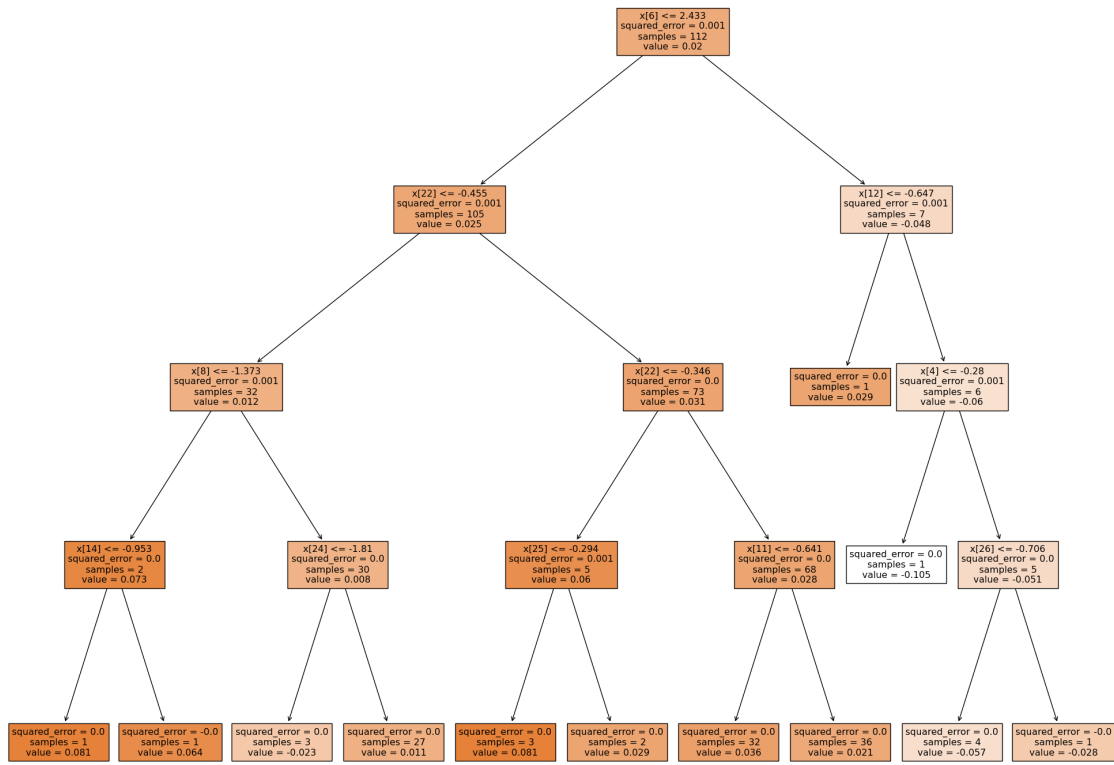 x[6] <= 2.433
squared_error = 0.001
samples = 112
value = 0.02
x[22] <= -0.455
squared_error = 0.001
samples = 105
value = 0.025
x[12] <= -0.647
squared_error = 0.001
samples = 7
value = -0.048
x[8] <= -1.373
squared_error = 0.001
samples = 32
value = 0.012
x[22] <= -0.346
squared_error = 0.0
samples = 73
value = 0.031
squared_error = 0.0
samples = 1
value = 0.029
x[4] <= -0.28
squared_error = 0.001
samples = 6
value = -0.06
x[14] <= -0.953
squared_error = 0.0
samples = 2
value = 0.073
x[24] <= -1.81
squared_error = 0.0
samples = 30
value = 0.008
x[25] <= -0.294
squared_error = 0.001
samples = 5
value = 0.06
x[11] <= -0.641
squared_error = 0.0
samples = 68
value = 0.028
squared_error = 0.0
samples = 1
value = -0.105
x[26] <= -0.706
squared_error = 0.0
samples = 5
value = -0.051
squared_error = 0.0
samples = 1
value = 0.081
squared_error = -0.0
samples = 1
value = 0.064
squared_error = 0.0
samples = 3
value = -0.023
squared_error = 0.0
samples = 27
value = 0.011
squared_error = 0.0
samples = 3
value = 0.081
squared_error = 0.0
samples = 2
value = 0.029
squared_error = 0.0
samples = 32
value = 0.036
squared_error = 0.0
samples = 36
value = 0.021
squared_error = 0.0
samples = 4
value = -0.057
squared_error = -0.0
samples = 1
value = -0.028